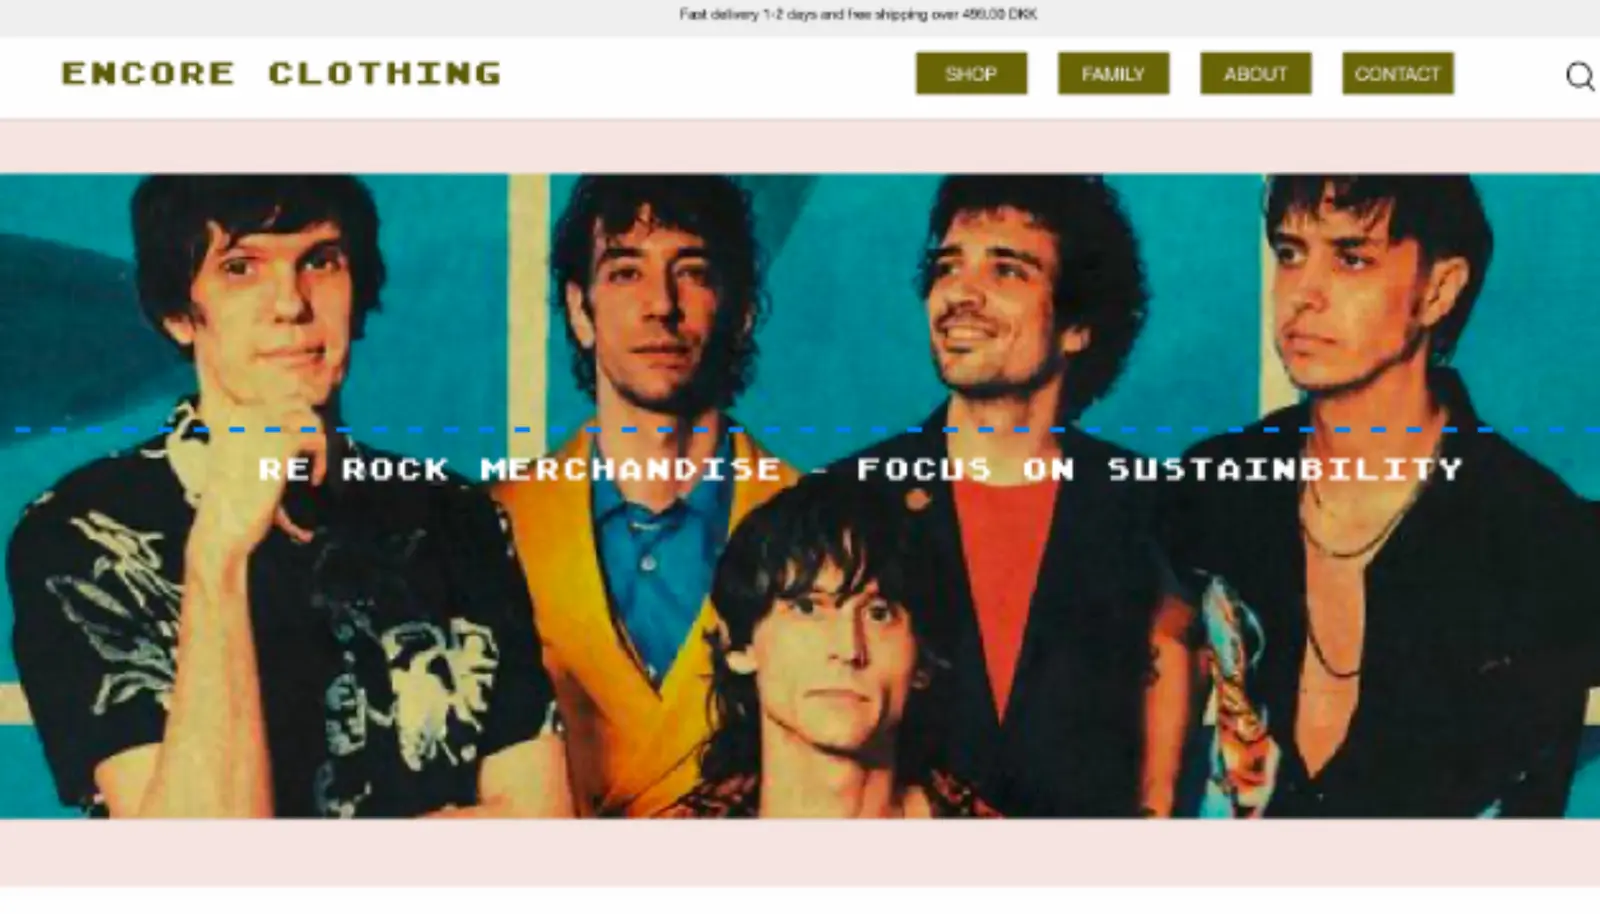 Fast delivery 1-2 days and free shipping over 499,00 DKK
ENCORE CLOTHING
SHOP
FAMILY
ABOUT
CONTACT
RE ROCK MERCHANDISE - FOCUS ON SUSTAINBILITY